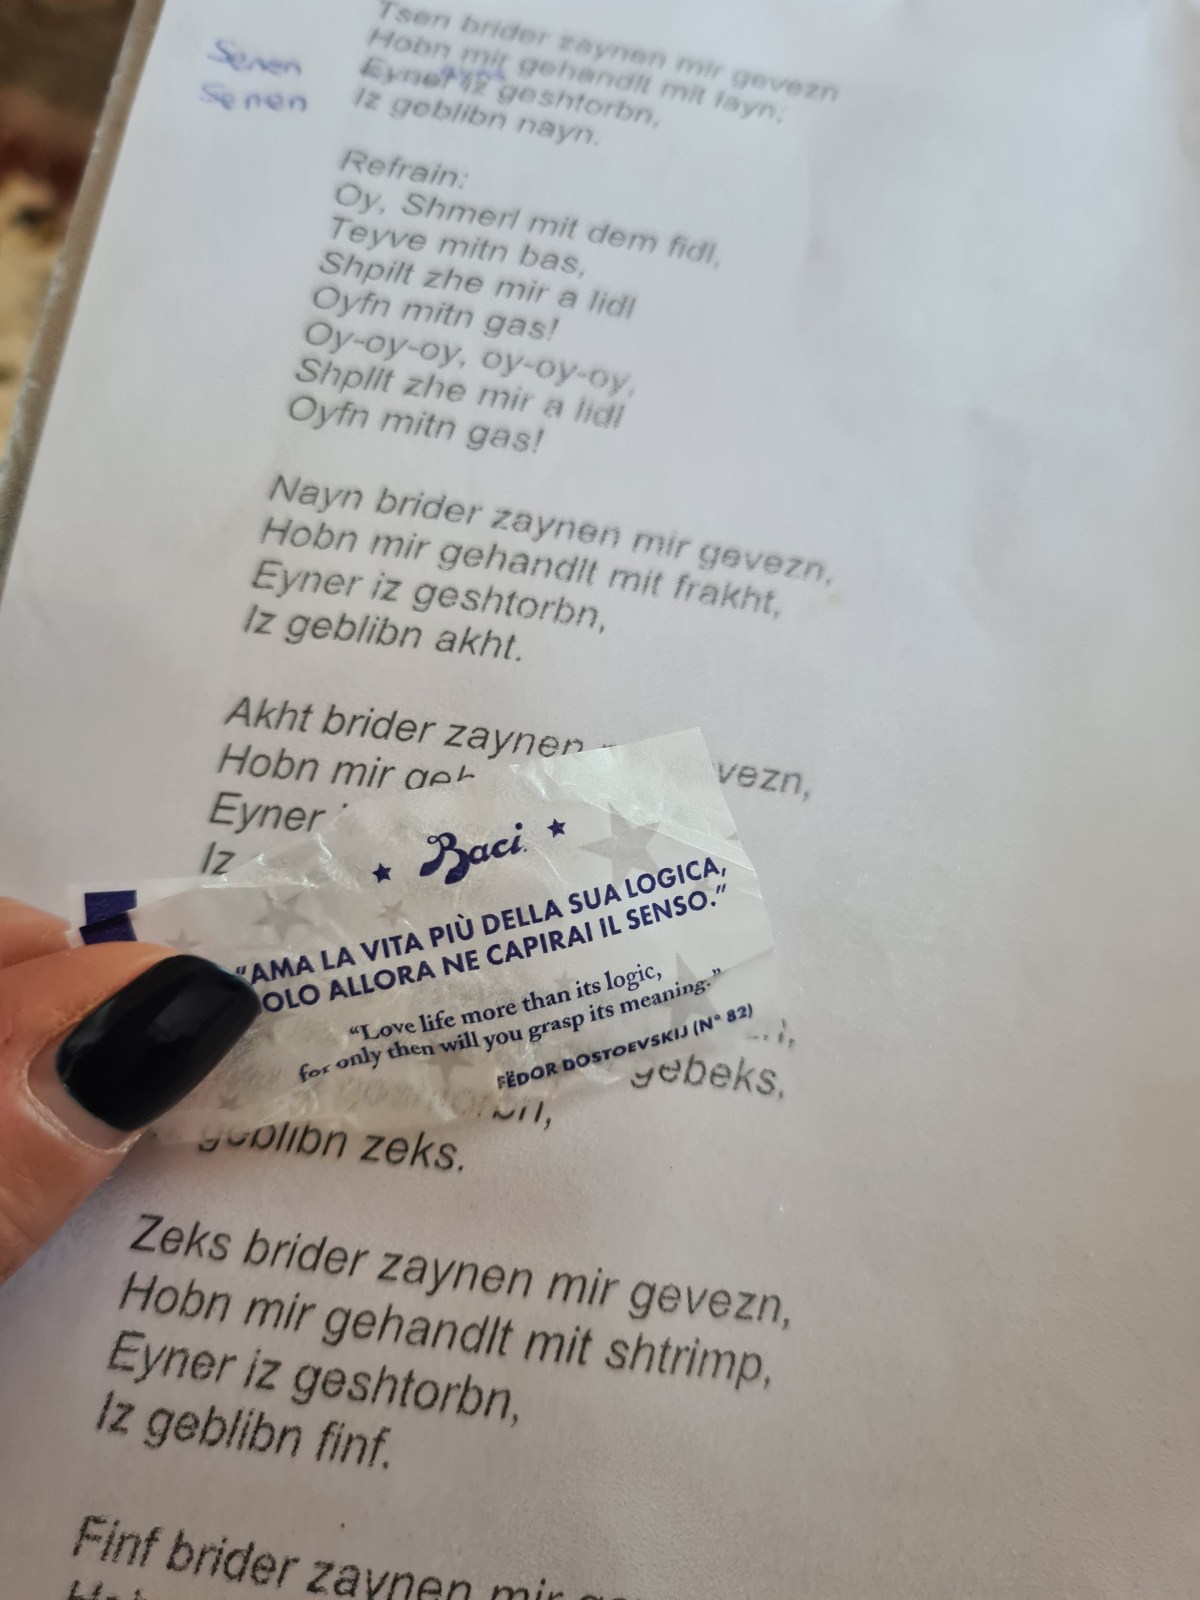 Senen
Senen
Tsen brider zaynen mir gevezn
Hobn mir gehandlt mit layn;
Eyner iz geshtorbn,
Iz geblibn nayn.
Refrain:
Oy, Shmerl mit dem fidl,
Teyve mitn bas,
Shpilt zhe mir a lidl
Oyfn mitn gas!
Oy-oy-oy, oy-oy-oy,
Shpilt zhe mir a lidl
Oyfn mitn gas!
Nayn brider zaynen mir gevezn,
Hobn mir gehandlt mit frakht,
Eyner iz geshtorbn,
Iz geblibn akht.
Akht brider zaynen vezn,
Hobn mir
Eyner
Iz
Baci
"AMA LA VITA PIÙ DELLA SUA LOGICA,
OLO ALLORA NE CAPIRAI IL SENSO."
"Love life more than its logic,
for only then will you grasp its meaning."
FËDOR DOSTOEVSKIJ (N° 82)
gebeks,
geblibn zeks.
Zeks brider zaynen mir gevezn,
Hobn mir gehandlt mit shtrimp,
Eyner iz geshtorbn,
Iz geblibn finf.
Finf brider zaynen mir